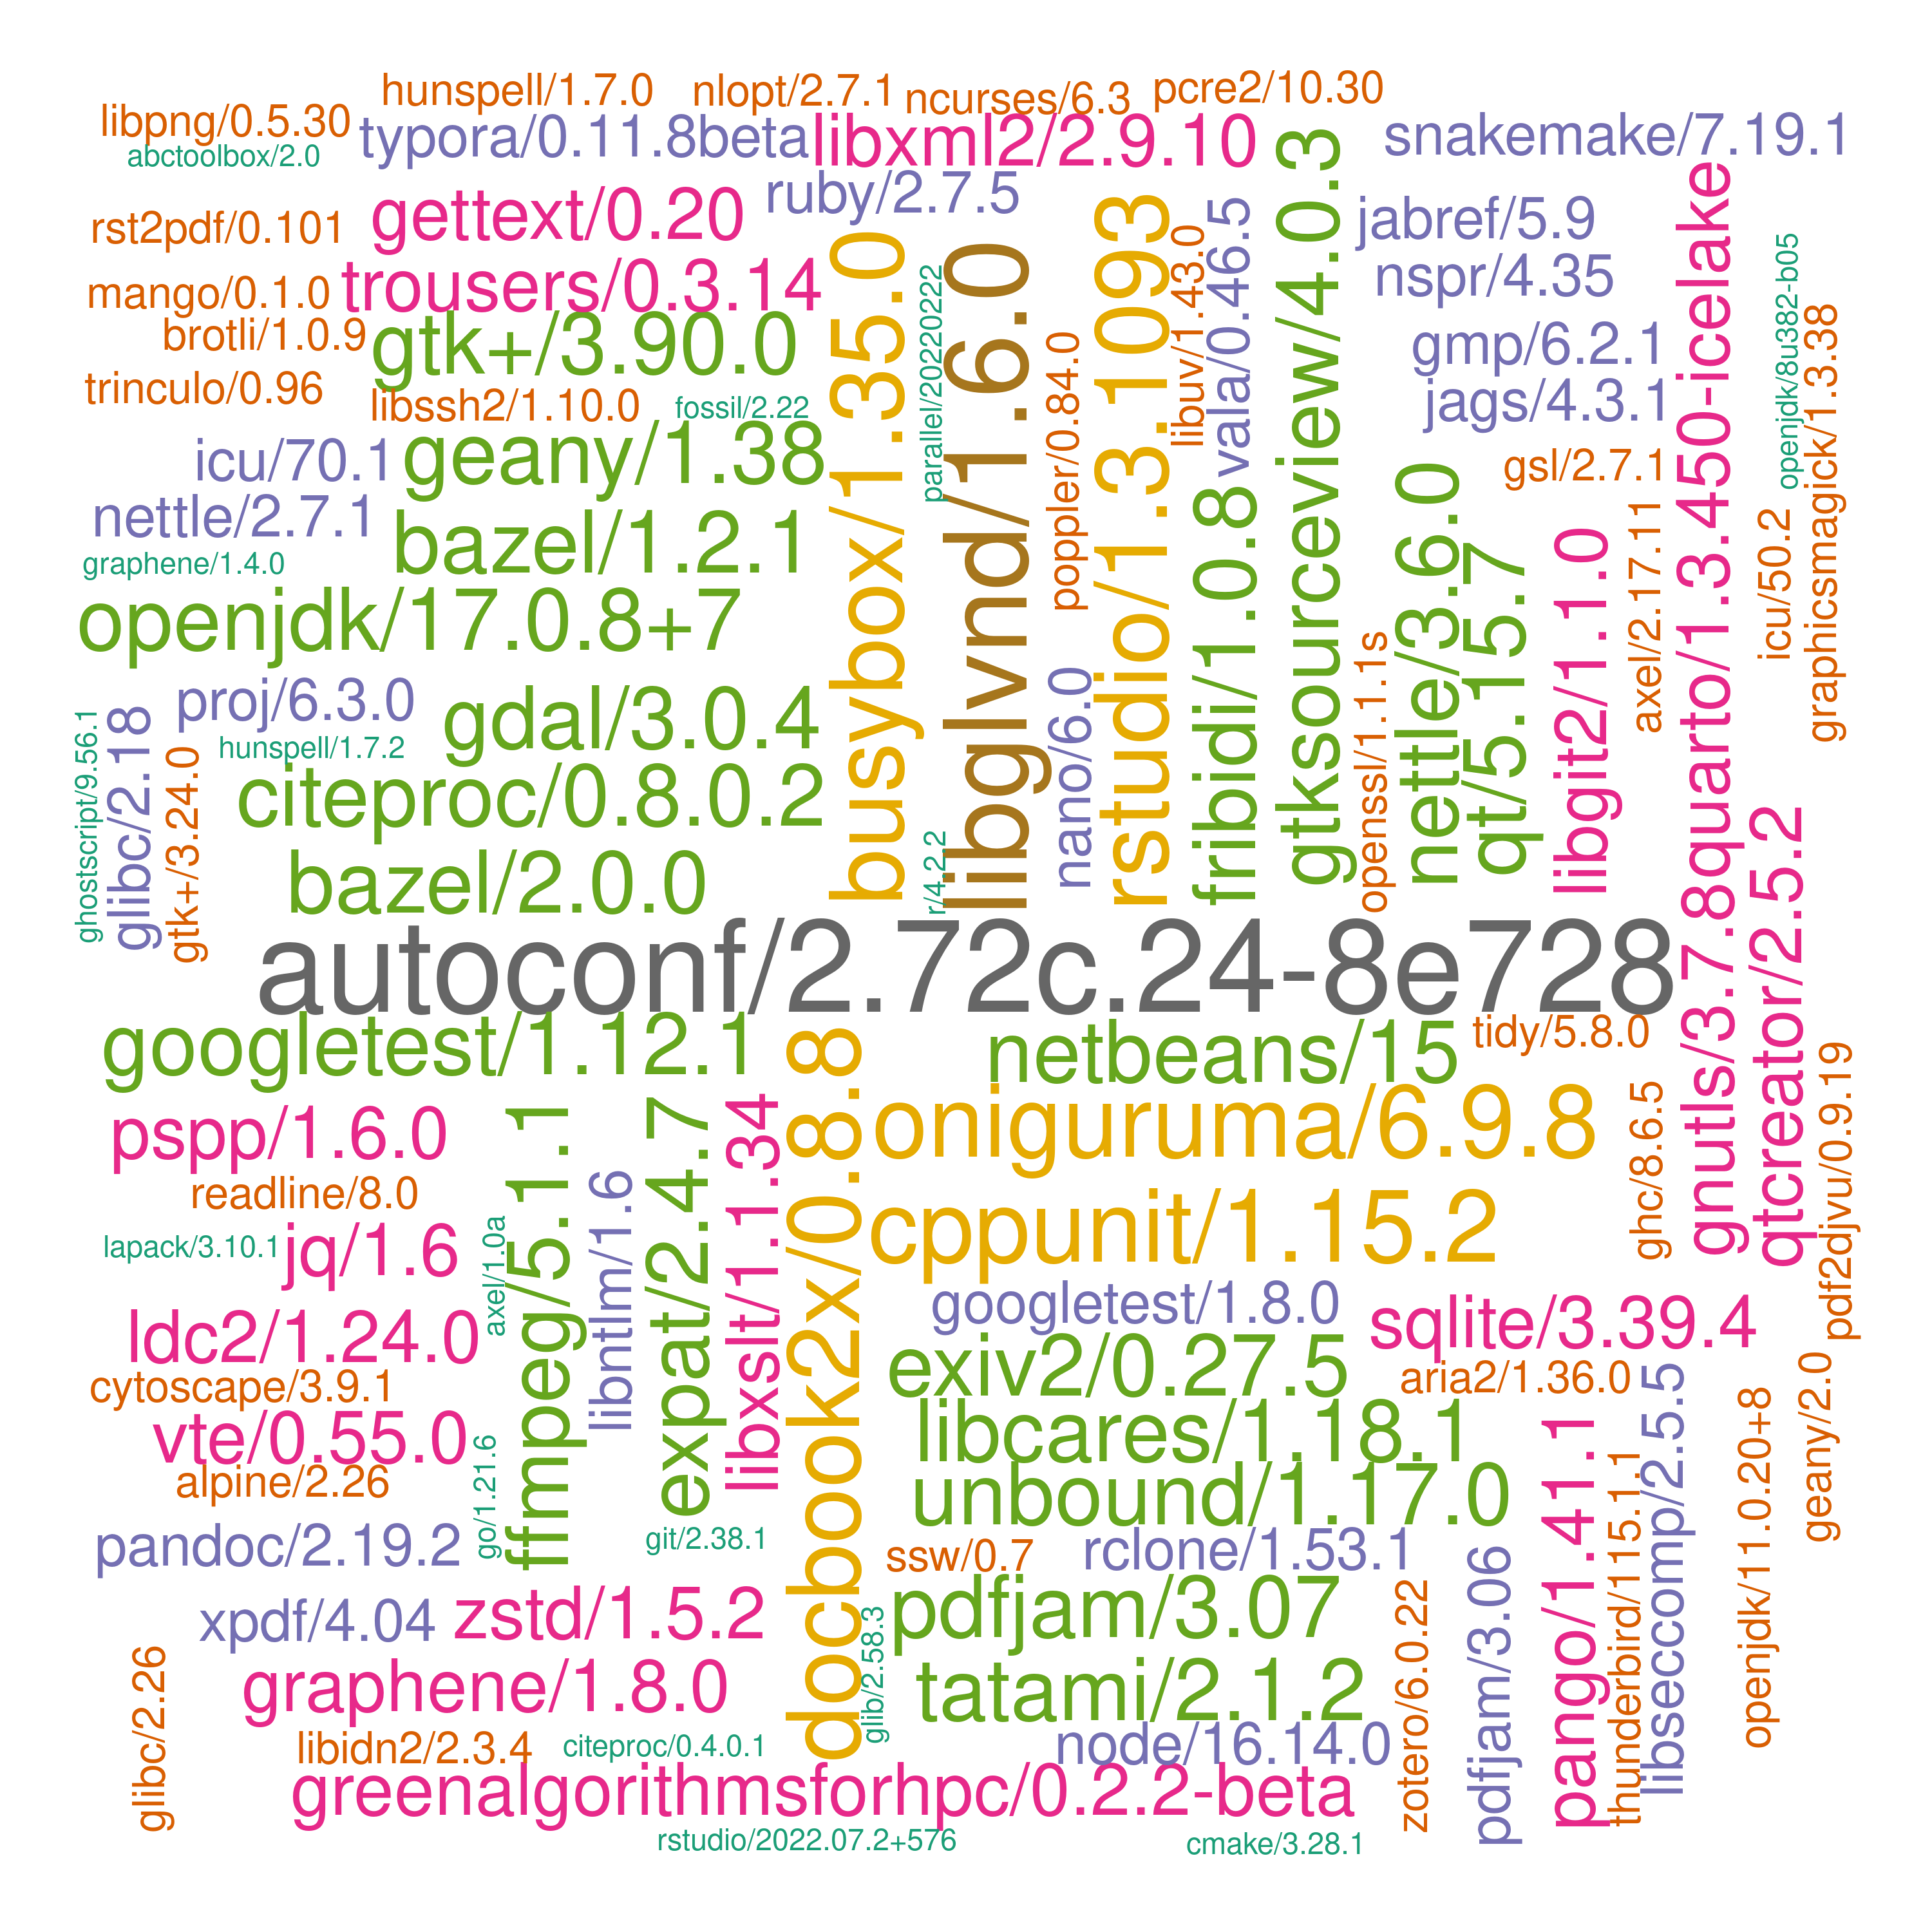 hunspell/1.7.0
nlopt/2.7.1
ncurses/6.3
pcre2/10.30
libpng/0.5.30
typora/0.11.8beta
libxml2/2.9.10
snakemake/7.19.1
abctoolbox/2.0
ruby/2.7.5
gettext/0.20
rst2pdf/0.101
jabref/5.9
mango/0.1.0
trousers/0.3.14
nspr/4.35
brotli/1.0.9
gtk+/3.90.0
gmp/6.2.1
trinculo/0.96
libssh2/1.10.0
fossil/2.22
jags/4.3.1
icu/70.1
geany/1.38
gsl/2.7.1
nettle/2.7.1
bazel/1.2.1
graphene/1.4.0
openjdk/17.0.8+7
busybox/1.35.0
parallel/20220222
libglvnd/1.6.0
poppler/0.84.0
rstudio/1.3.1093
libuv/1.43.0
vala/0.46.5
gtksourceview/4.0.3
fribidi/1.0.8
nettle/3.6.0
qt/5.15.7
libgit2/1.1.0
axel/2.17.11
quarto/1.3.450-icelake
openjdk/8u382-b05
icu/50.2
graphicsmagick/1.3.38
openssl/1.1.1s
nano/6.0
r/4.2.2
proj/6.3.0
gdal/3.0.4
hunspell/1.7.2
citeproc/0.8.0.2
bazel/2.0.0
ghostscript/9.56.1
glibc/2.18
gtk+/3.24.0
autoconf/2.72c.24-8e728
googletest/1.12.1
netbeans/15
tidy/5.8.0
gnutls/3.7.8
qtcreator/2.5.2
pdf2djvu/0.9.19
ghc/8.6.5
oniguruma/6.9.8
pspp/1.6.0
readline/8.0
cppunit/1.15.2
lapack/3.10.1
jq/1.6
axel/1.0a
ffmpeg/5.1.1
libntlm/1.6
expat/2.4.7
libxslt/1.1.34
docbook2x/0.8.8
googletest/1.8.0
sqlite/3.39.4
ldc2/1.24.0
exiv2/0.27.5
aria2/1.36.0
cytoscape/3.9.1
vte/0.55.0
libcares/1.18.1
alpine/2.26
unbound/1.17.0
go/1.21.6
git/2.38.1
pandoc/2.19.2
ssw/0.7
rclone/1.53.1
xpdf/4.04
zstd/1.5.2
pdfjam/3.07
glib/2.58.3
graphene/1.8.0
tatami/2.1.2
zotero/6.0.22
pdfjam/3.06
pango/1.41.1
thunderbird/115.1.1
libseccomp/2.5.5
openjdk/11.0.20+8
geany/2.0
glibc/2.26
libidn2/2.3.4
citeproc/0.4.0.1
node/16.14.0
greenalgorithmsforhpc/0.2.2-beta
rstudio/2022.07.2+576
cmake/3.28.1